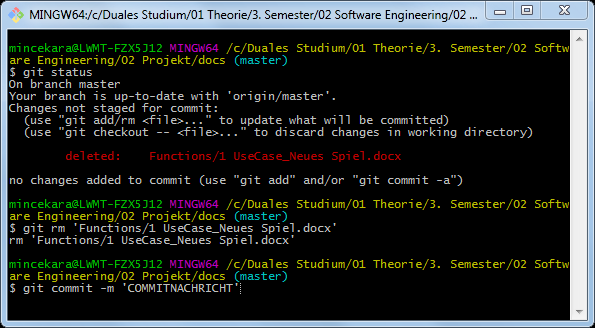 MINGW64:/c/Duales Studium/01 Theorie/3. Semester/02 Software Engineering/02 ...
mincekara@LWMT-FZX5J12 MINGW64 /c/Duales Studium/01 Theorie/3. Semester/02 Softw
are Engineering/02 Projekt/docs (master)
$ git status
On branch master
Your branch is up-to-date with 'origin/master'.
Changes not staged for commit:
  (use "git add/rm <file>..." to update what will be committed)
  (use "git checkout -- <file>..." to discard changes in working directory)
        deleted:    Functions/1 UseCase_Neues Spiel.docx
no changes added to commit (use "git add" and/or "git commit -a")
mincekara@LWMT-FZX5J12 MINGW64 /c/Duales Studium/01 Theorie/3. Semester/02 Softw
are Engineering/02 Projekt/docs (master)
$ git rm 'Functions/1 UseCase_Neues Spiel.docx'
rm 'Functions/1 UseCase_Neues Spiel.docx'
mincekara@LWMT-FZX5J12 MINGW64 /c/Duales Studium/01 Theorie/3. Semester/02 Softw
are Engineering/02 Projekt/docs (master)
$ git commit -m 'COMMITNACHRICHT'